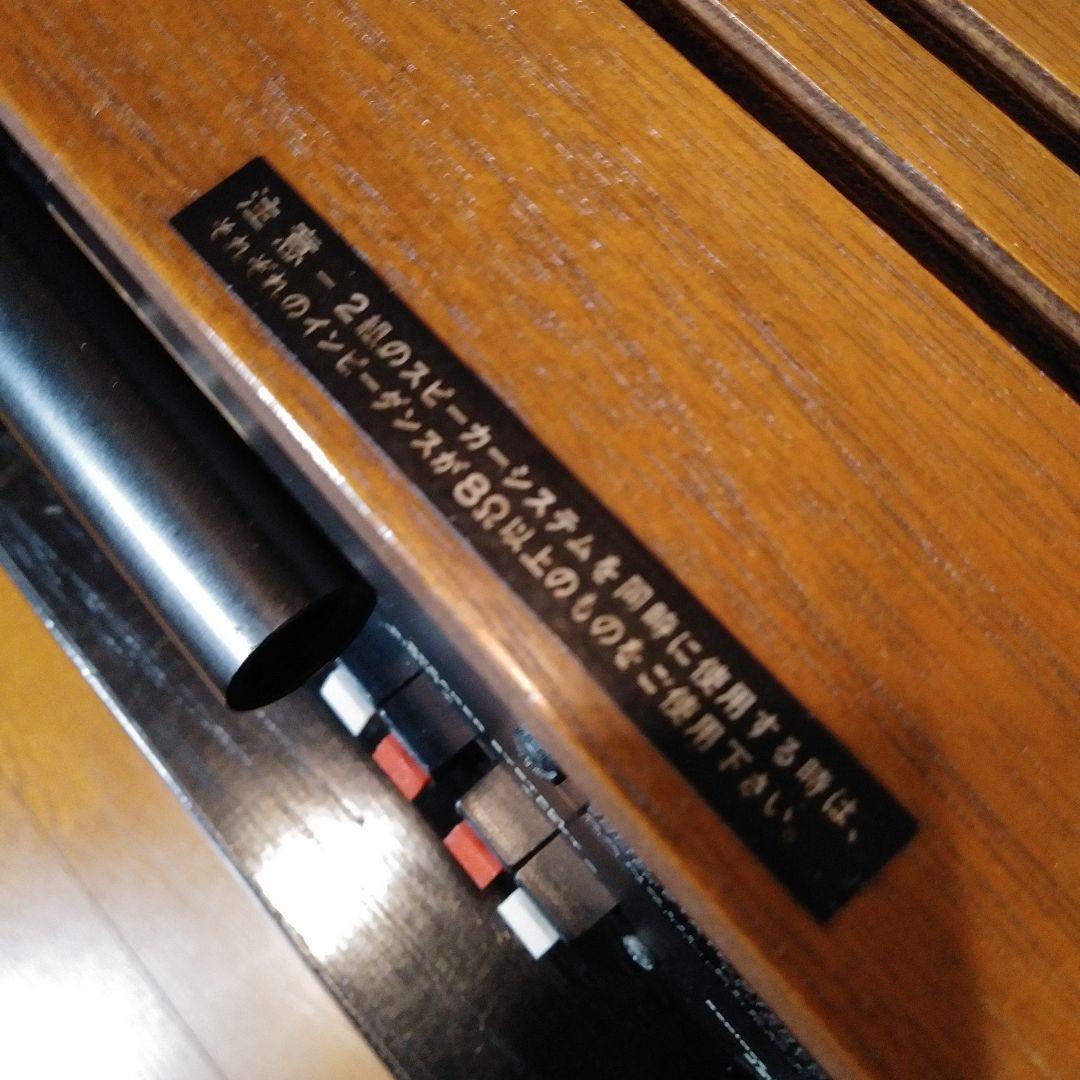 注意−2組のスピーカーシステムを同時に使用する時は、
それぞれのインピーダンスが8Ω以上のものをご使用下さい。